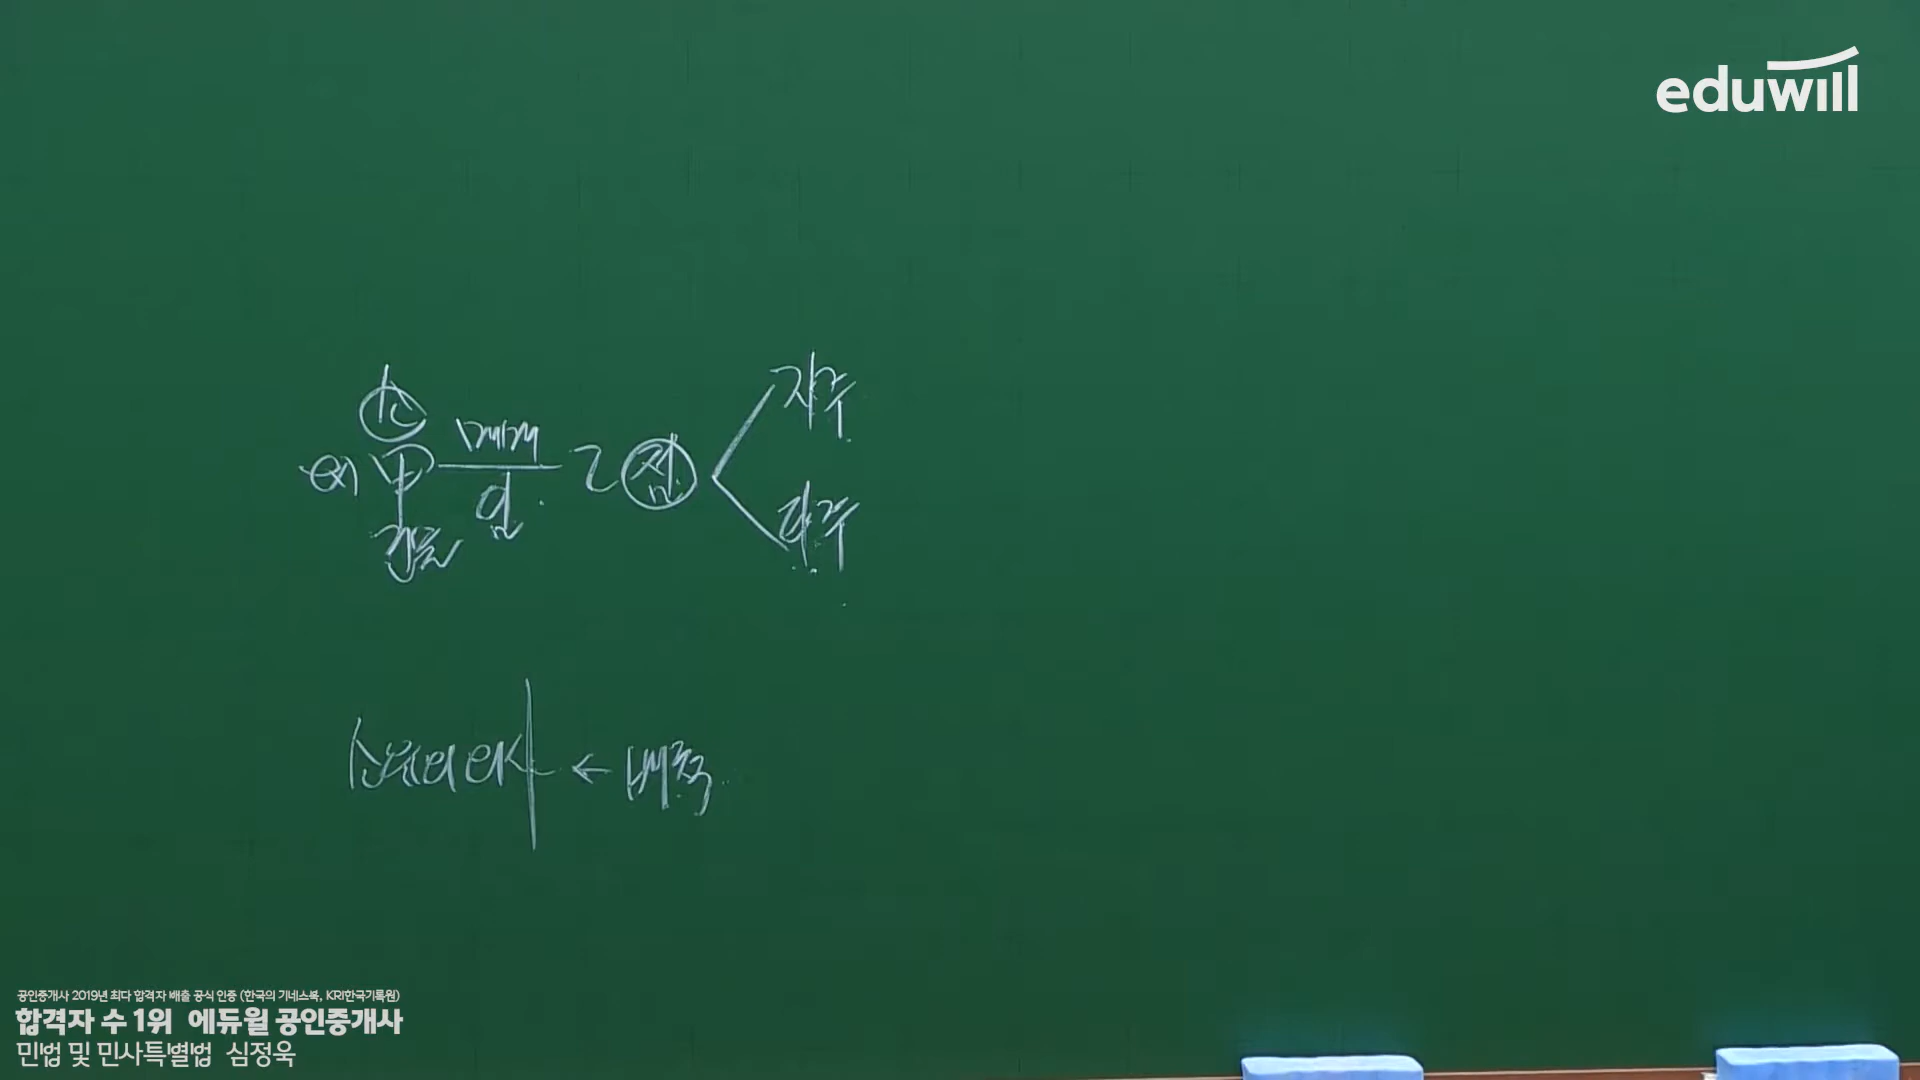 eduwill
소
예) 甲 매매 乙 점 자주
임
강동
타주
소유의 의사 ← 배척
공인중개사 2019년 최다 합격자 배출 공식 인증 (한국의 기네스북, KRI한국기록원)
합격자 수 1위 에듀윌 공인중개사
민법 및 민사특별법 심정욱